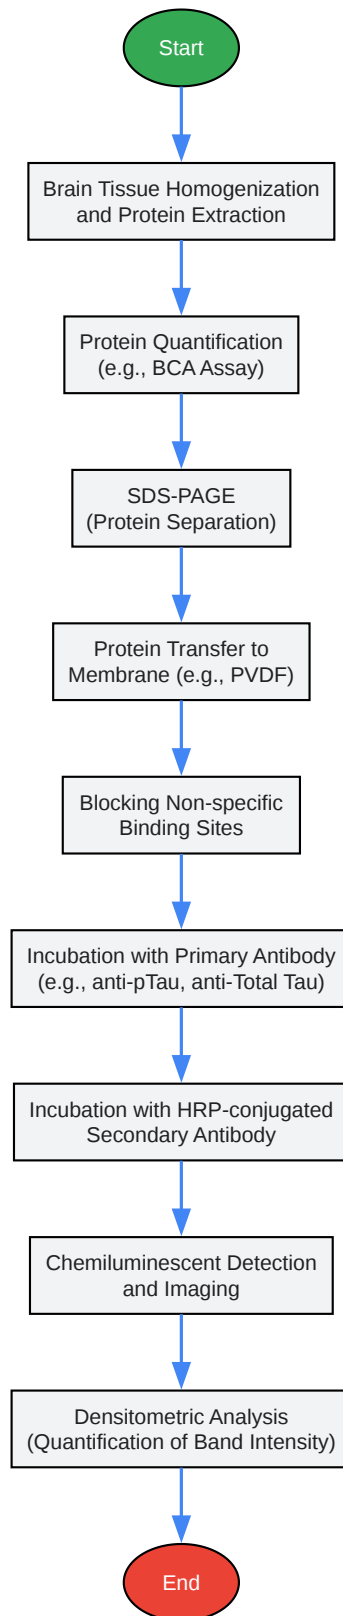 Start
Brain Tissue Homogenization
and Protein Extraction
Protein Quantification
(e.g., BCA Assay)
SDS-PAGE
(Protein Separation)
Protein Transfer to
Membrane (e.g., PVDF)
Blocking Non-specific
Binding Sites
Incubation with Primary Antibody
(e.g., anti-pTau, anti-Total Tau)
Incubation with HRP-conjugated
Secondary Antibody
Chemiluminescent Detection
and Imaging
Densitometric Analysis
(Quantification of Band Intensity)
End